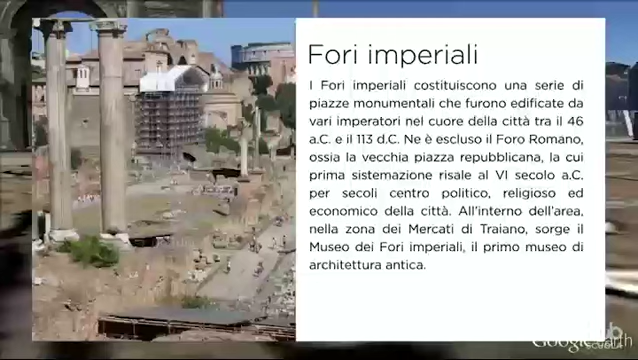 Fori imperiali
I Fori imperiali costituiscono una serie di
piazze monumentali che furono edificate da
vari imperatori nel cuore della città tra il 46
a.C. e il 113 d.C. Ne è escluso il Foro Romano,
ossia la vecchia piazza repubblicana, la cui
prima sistemazione risale al VI secolo a.C.
per secoli centro politico, religioso ed
economico della città. All'interno dell'area,
nella zona dei Mercati di Traiano, sorge il
Museo dei Fori imperiali, il primo museo di
architettura antica.
Google earth
SCUOLA